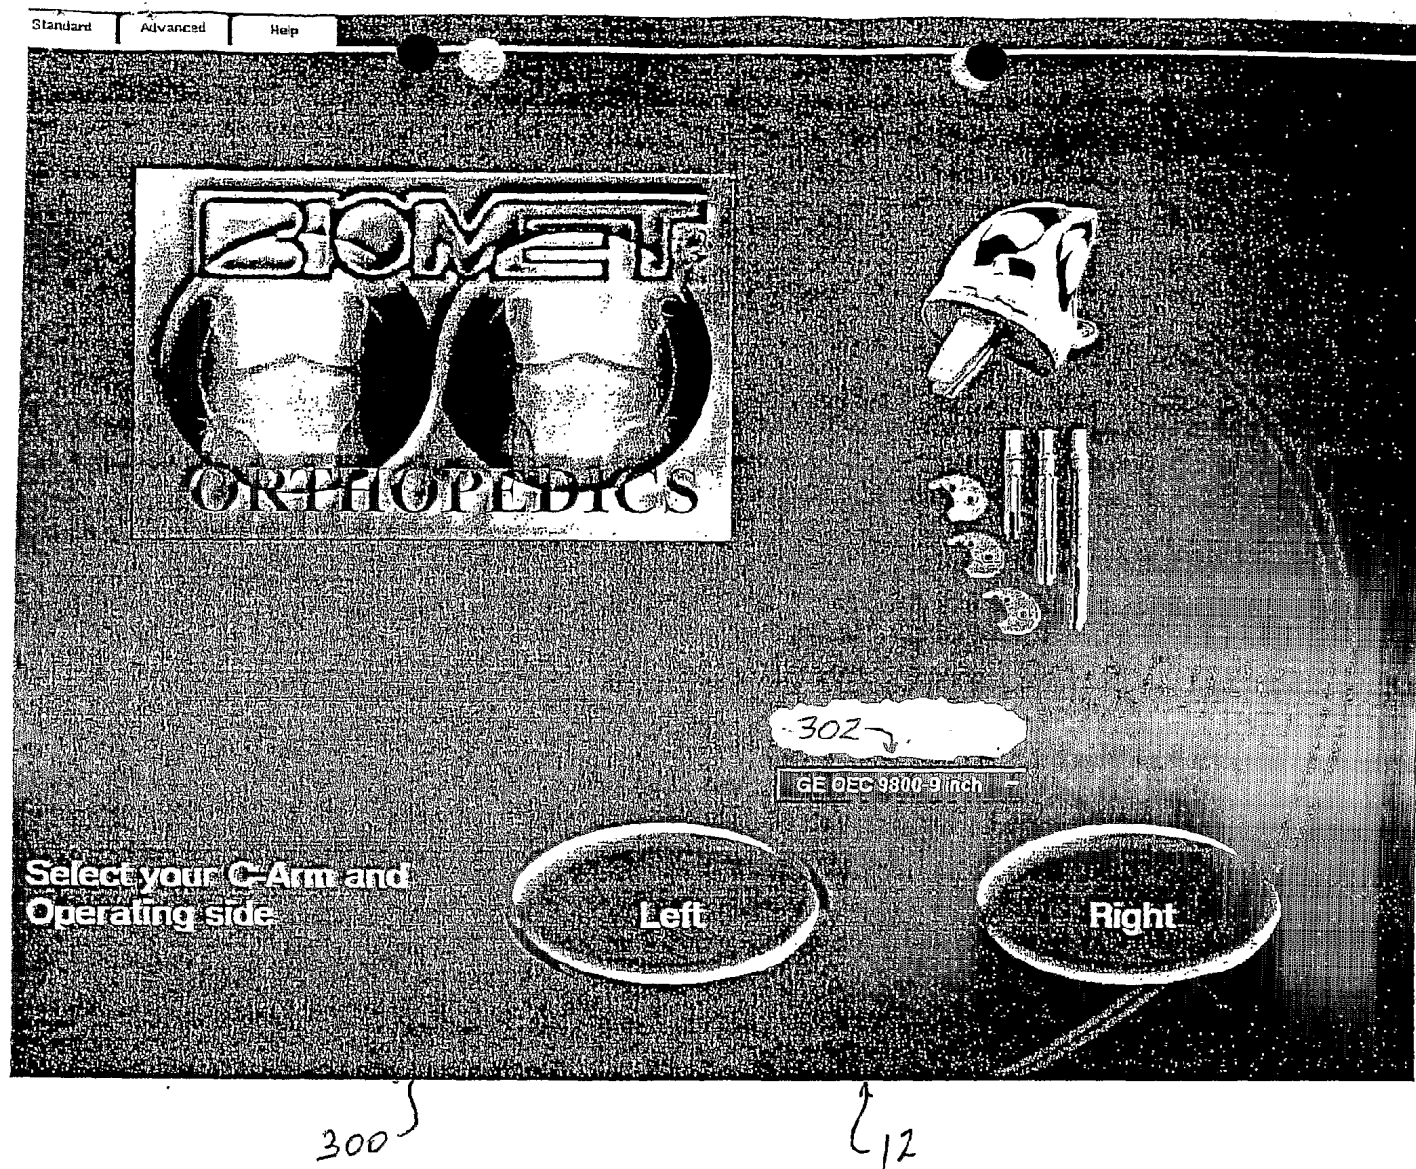 Standard Advanced Help
BIOMET
ORTHOPEDICS
302
GE OEC 9800-9 inch
Select your C-Arm and
Operating side
Left
Right
300
12